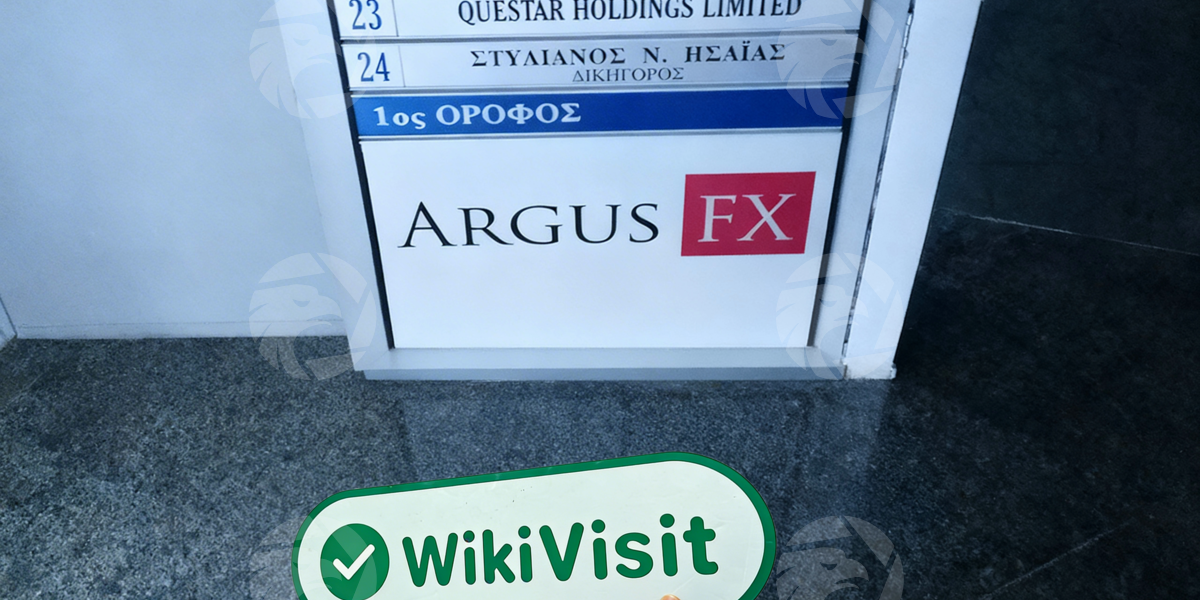 23 QUESTAR HOLDINGS LIMITED
24 ΣΤΥΛΙΑΝΟΣ Ν. ΗΣΑΪΑΣ
ΔΙΚΗΓΟΡΟΣ
1ος ΟΡΟΦΟΣ
ARGUS FX
WikiVisit